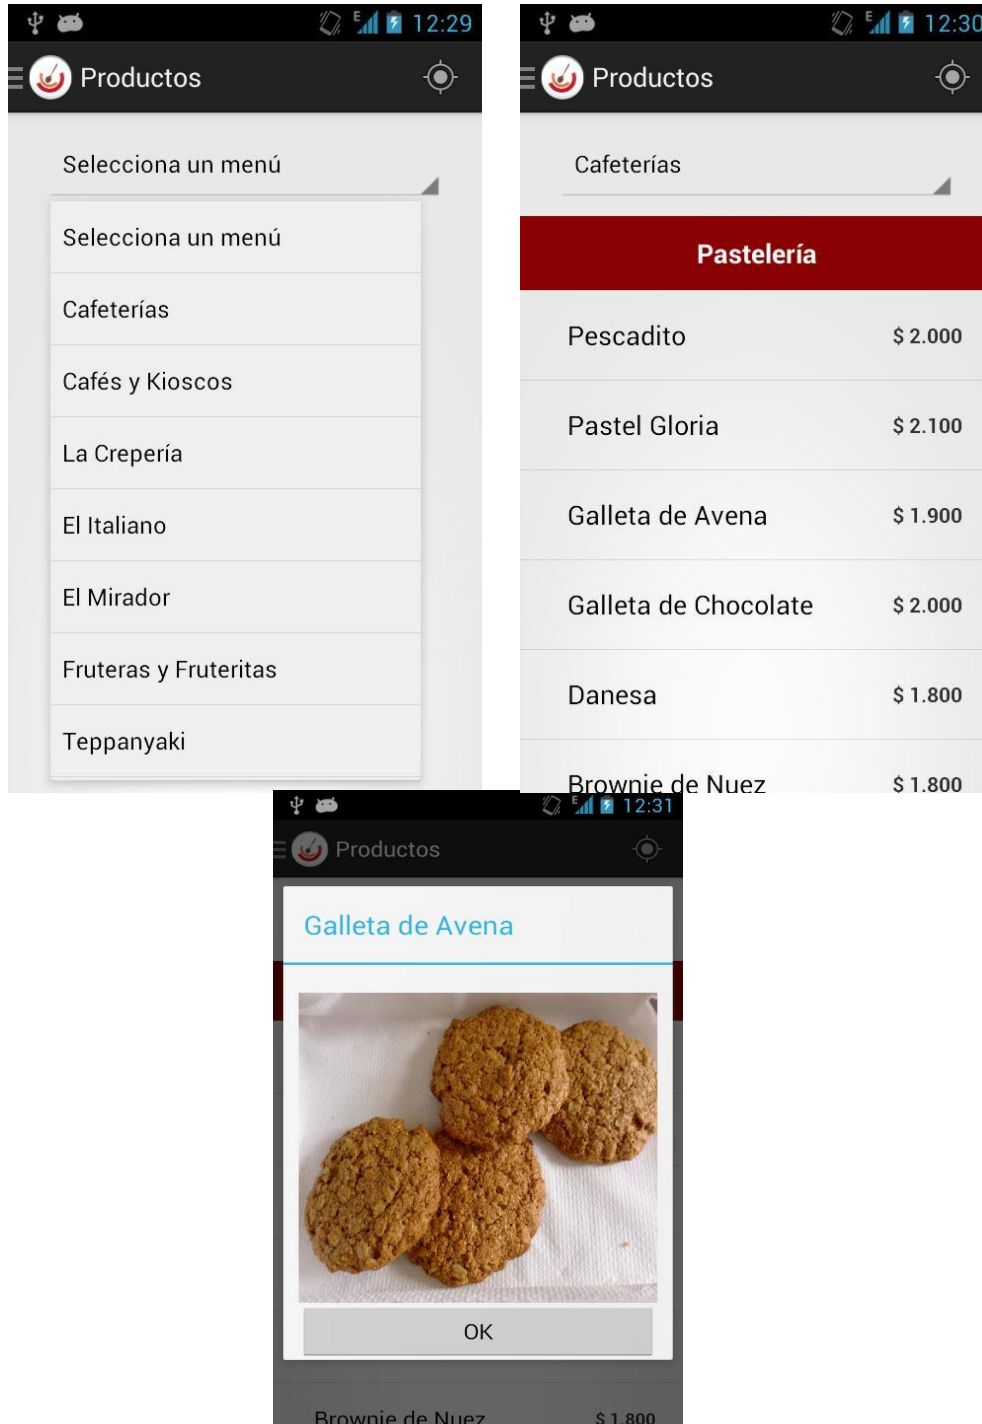 E 12:29
Productos
Selecciona un menú
Selecciona un menú
Cafeterías
Cafés y Kioscos
La Crepería
El Italiano
El Mirador
Fruteras y Fruteritas
Teppanyaki
E 12:30
Productos
Cafeterías
Pastelería
Pescadito $ 2.000
Pastel Gloria $ 2.100
Galleta de Avena $ 1.900
Galleta de Chocolate $ 2.000
Danesa $ 1.800
Brownie de Nuez $ 1.800
E 12:31
Productos
Galleta de Avena
OK
Brownie de Nuez $ 1.800